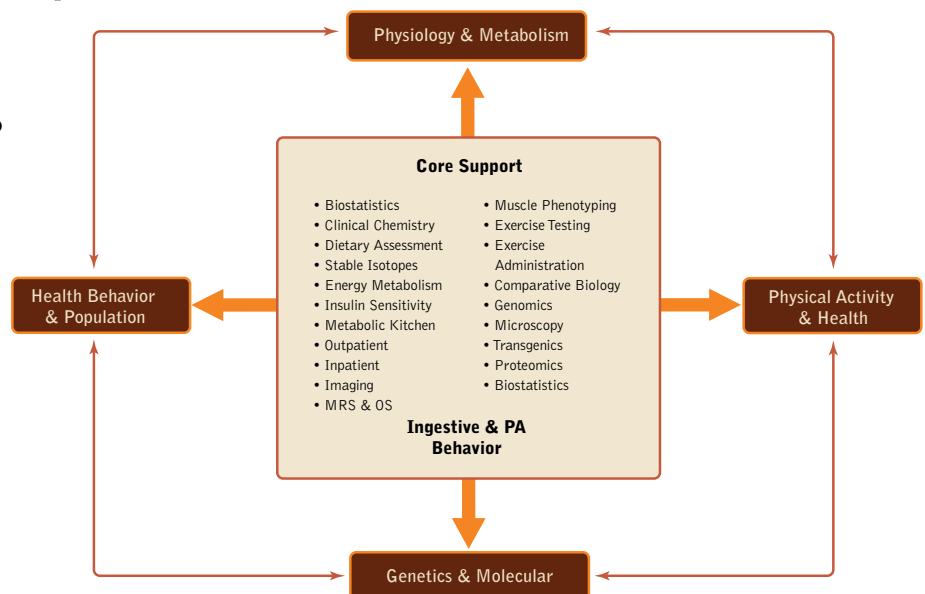 Physiology & Metabolism
Core Support
• Biostatistics
• Clinical Chemistry
• Dietary Assessment
• Stable Isotopes
• Energy Metabolism
• Insulin Sensitivity
• Metabolic Kitchen
• Outpatient
• Inpatient
• Imaging
• MRS & OS
• Muscle Phenotyping
• Exercise Testing
• Exercise
Administration
• Comparative Biology
• Genomics
• Microscopy
• Transgenics
• Proteomics
• Biostatistics
Ingestive & PA
Behavior
Health Behavior
& Population
Physical Activity
& Health
Genetics & Molecular